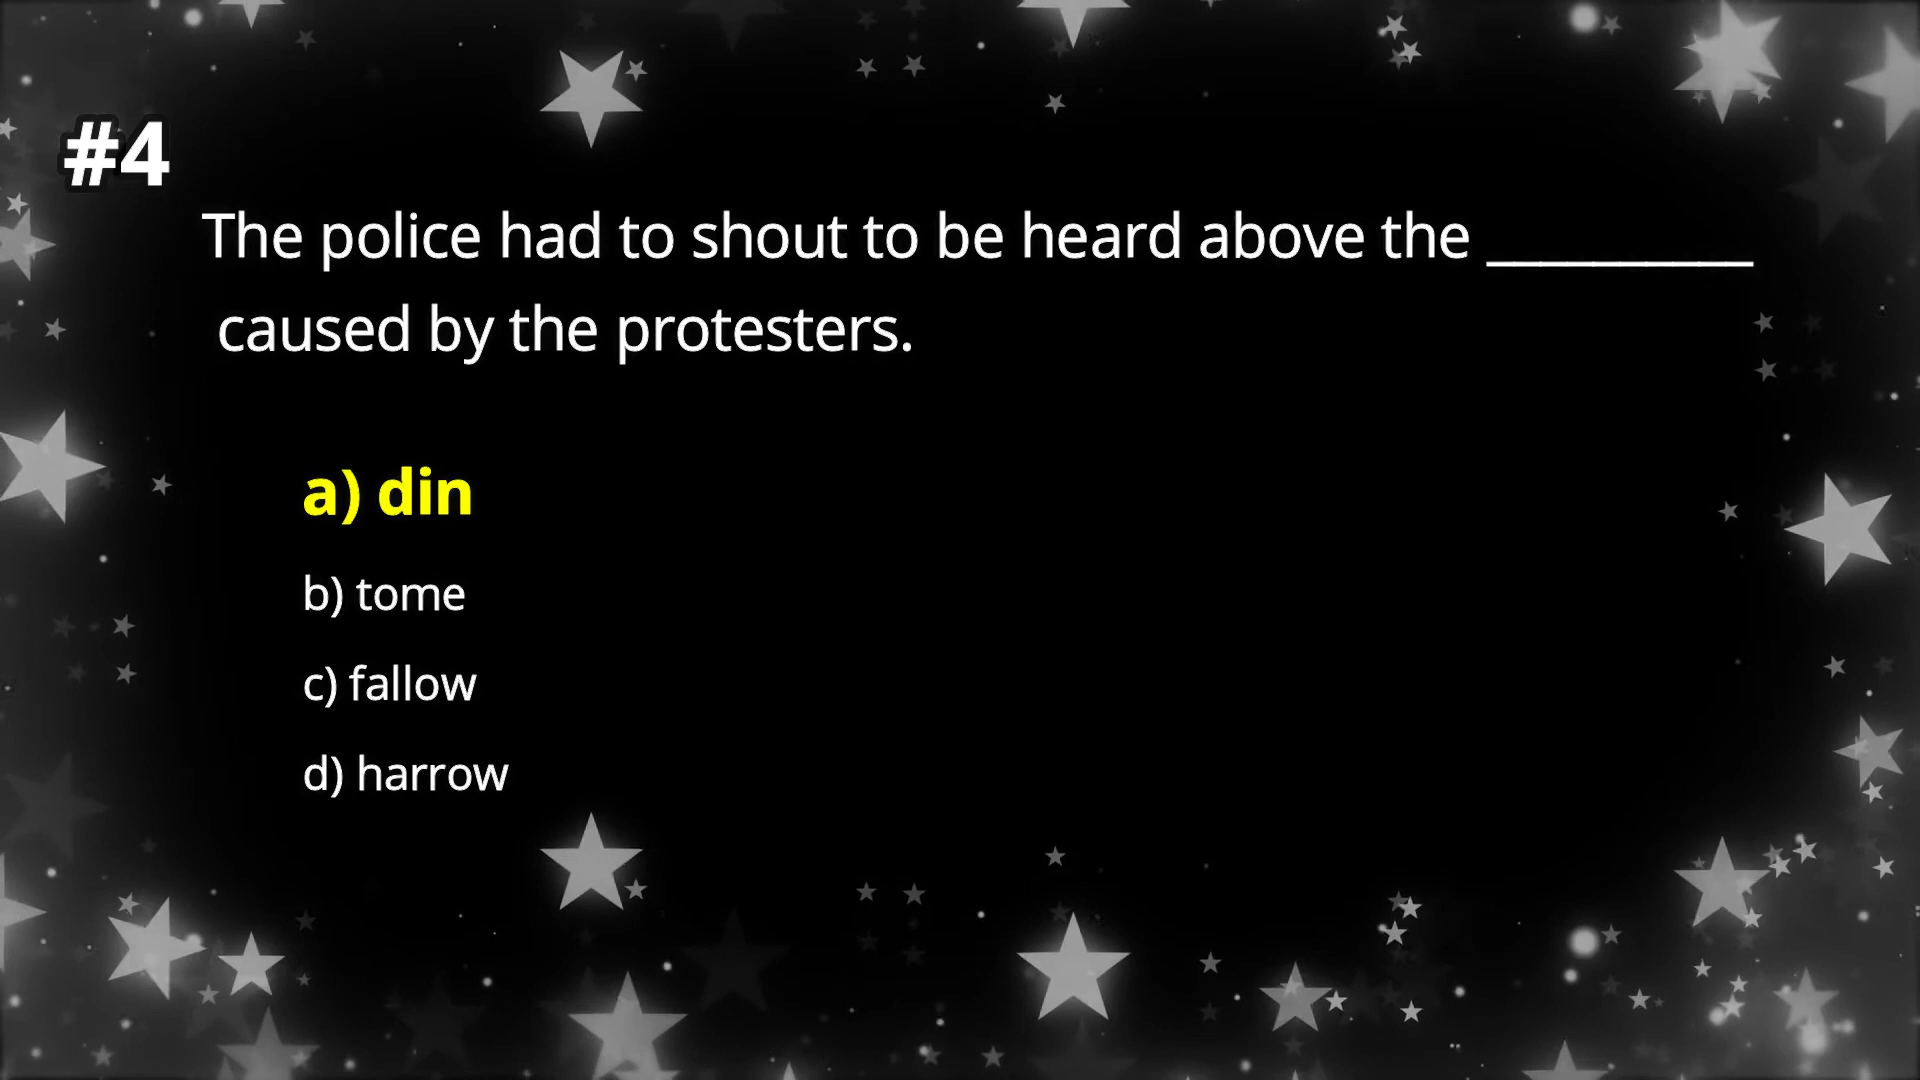 #4
The police had to shout to be heard above the __________
caused by the protesters.
a) din
b) tome
c) fallow
d) harrow